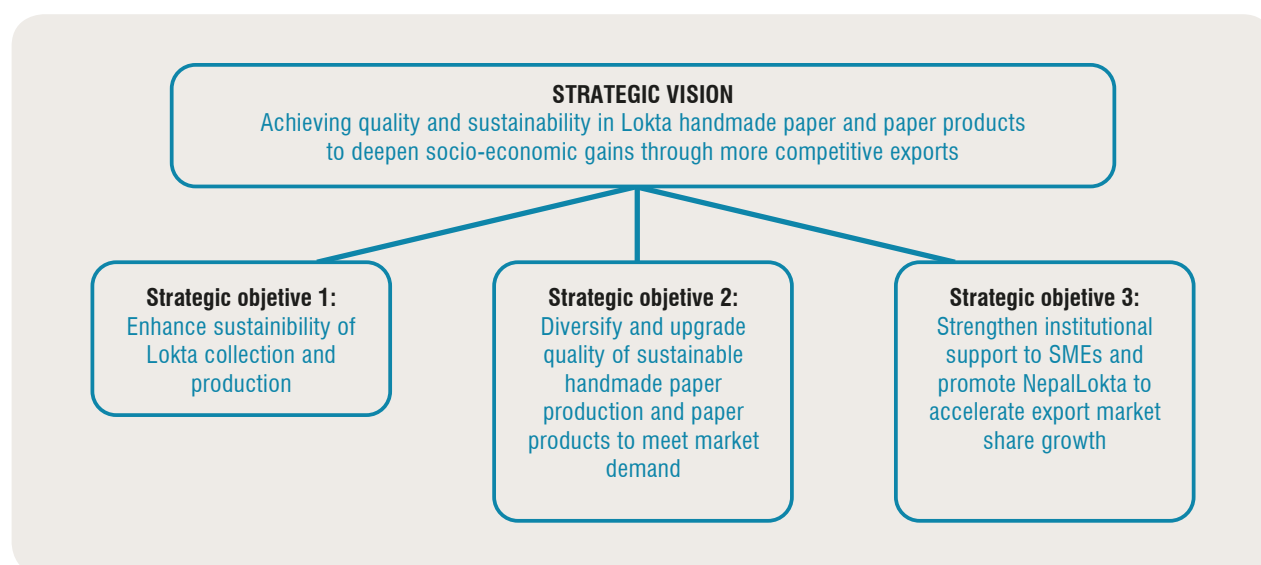 STRATEGIC VISION
Achieving quality and sustainability in Lokta handmade paper and paper products
to deepen socio-economic gains through more competitive exports
Strategic objetive 1:
Enhance sustainibility of
Lokta collection and
production
Strategic objetive 2:
Diversify and upgrade
quality of sustainable
handmade paper
production and paper
products to meet market
demand
Strategic objetive 3:
Strengthen institutional
support to SMEs and
promote NepalLokta to
accelerate export market
share growth